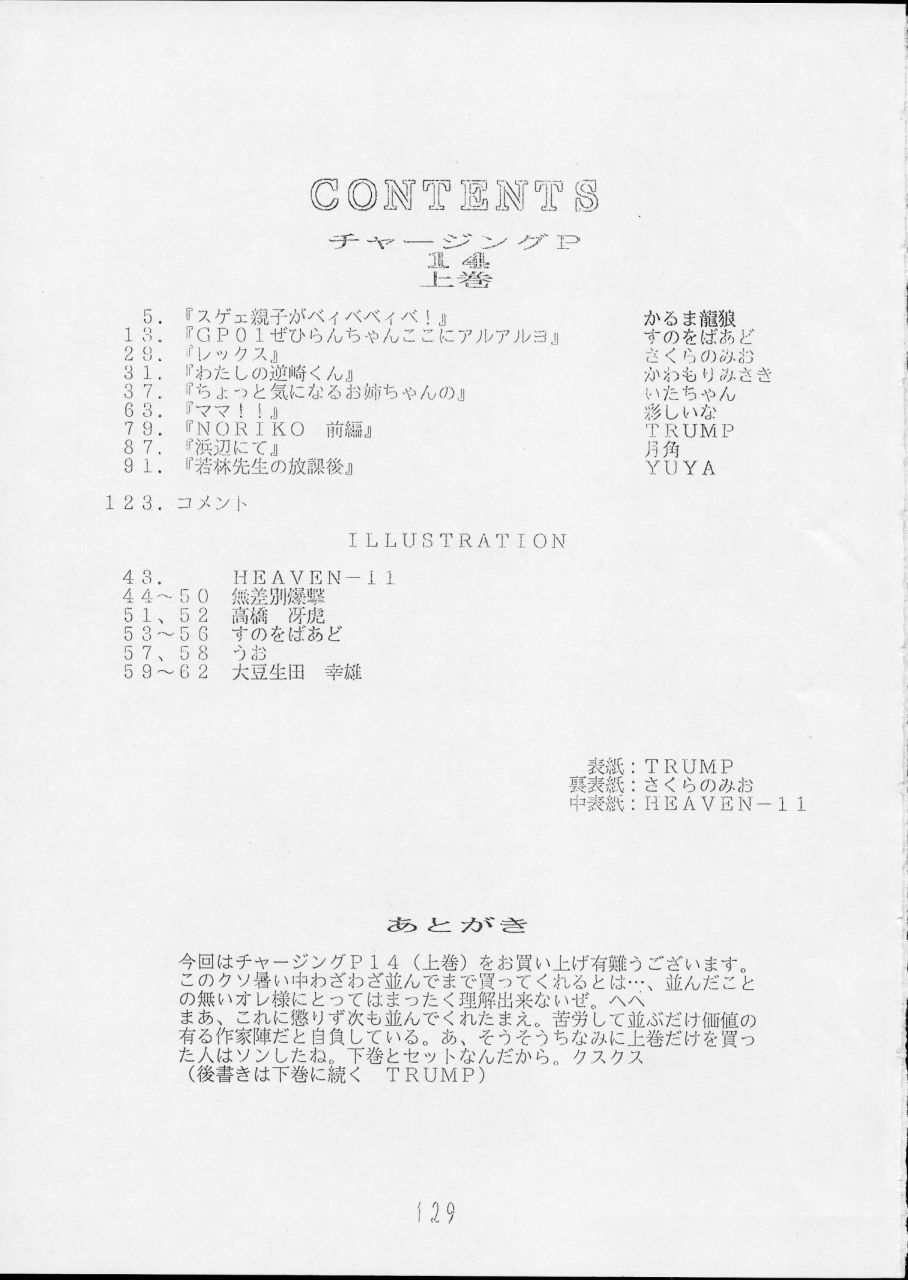 CONTENTS
チャージングP
14
上巻
5．『スゲェ親子がベィベベィベ！』 かるま龍狼
13．『GP01ぜひらんちゃんここにアルアルヨ』 すのをばあど
29．『レックス』 さくらのみお
31．『わたしの逆崎くん』 かわもりみさき
37．『ちょっと気になるお姉ちゃんの』 いたちゃん
63．『ママ！！』 彩しいな
79．『NORIKO　前編』 TRUMP
87．『浜辺にて』 月角
91．『若林先生の放課後』 YUYA
123．コメント
ILLUSTRATION
43． HEAVEN－11
44～50 無差別爆撃
51、52 高橋　冴虎
53～56 すのをばあど
57、58 うお
59～62 大豆生田　幸雄
表紙：TRUMP
裏表紙：さくらのみお
中表紙：HEAVEN－11
あとがき
今回はチャージングP14（上巻）をお買い上げ有難うございます。
このクソ暑い中わざわざ並んでまで買ってくれるとは…、並んだこと
の無いオレ様にとってはまったく理解出来ないぜ。へへ
まあ、これに懲りず次も並んでくれたまえ。苦労して並ぶだけ価値の
有る作家陣だと自負している。あ、そうそうちなみに上巻だけを買っ
た人はソンしたね。下巻とセットなんだから。クスクス
（後書きは下巻に続く　TRUMP）
129